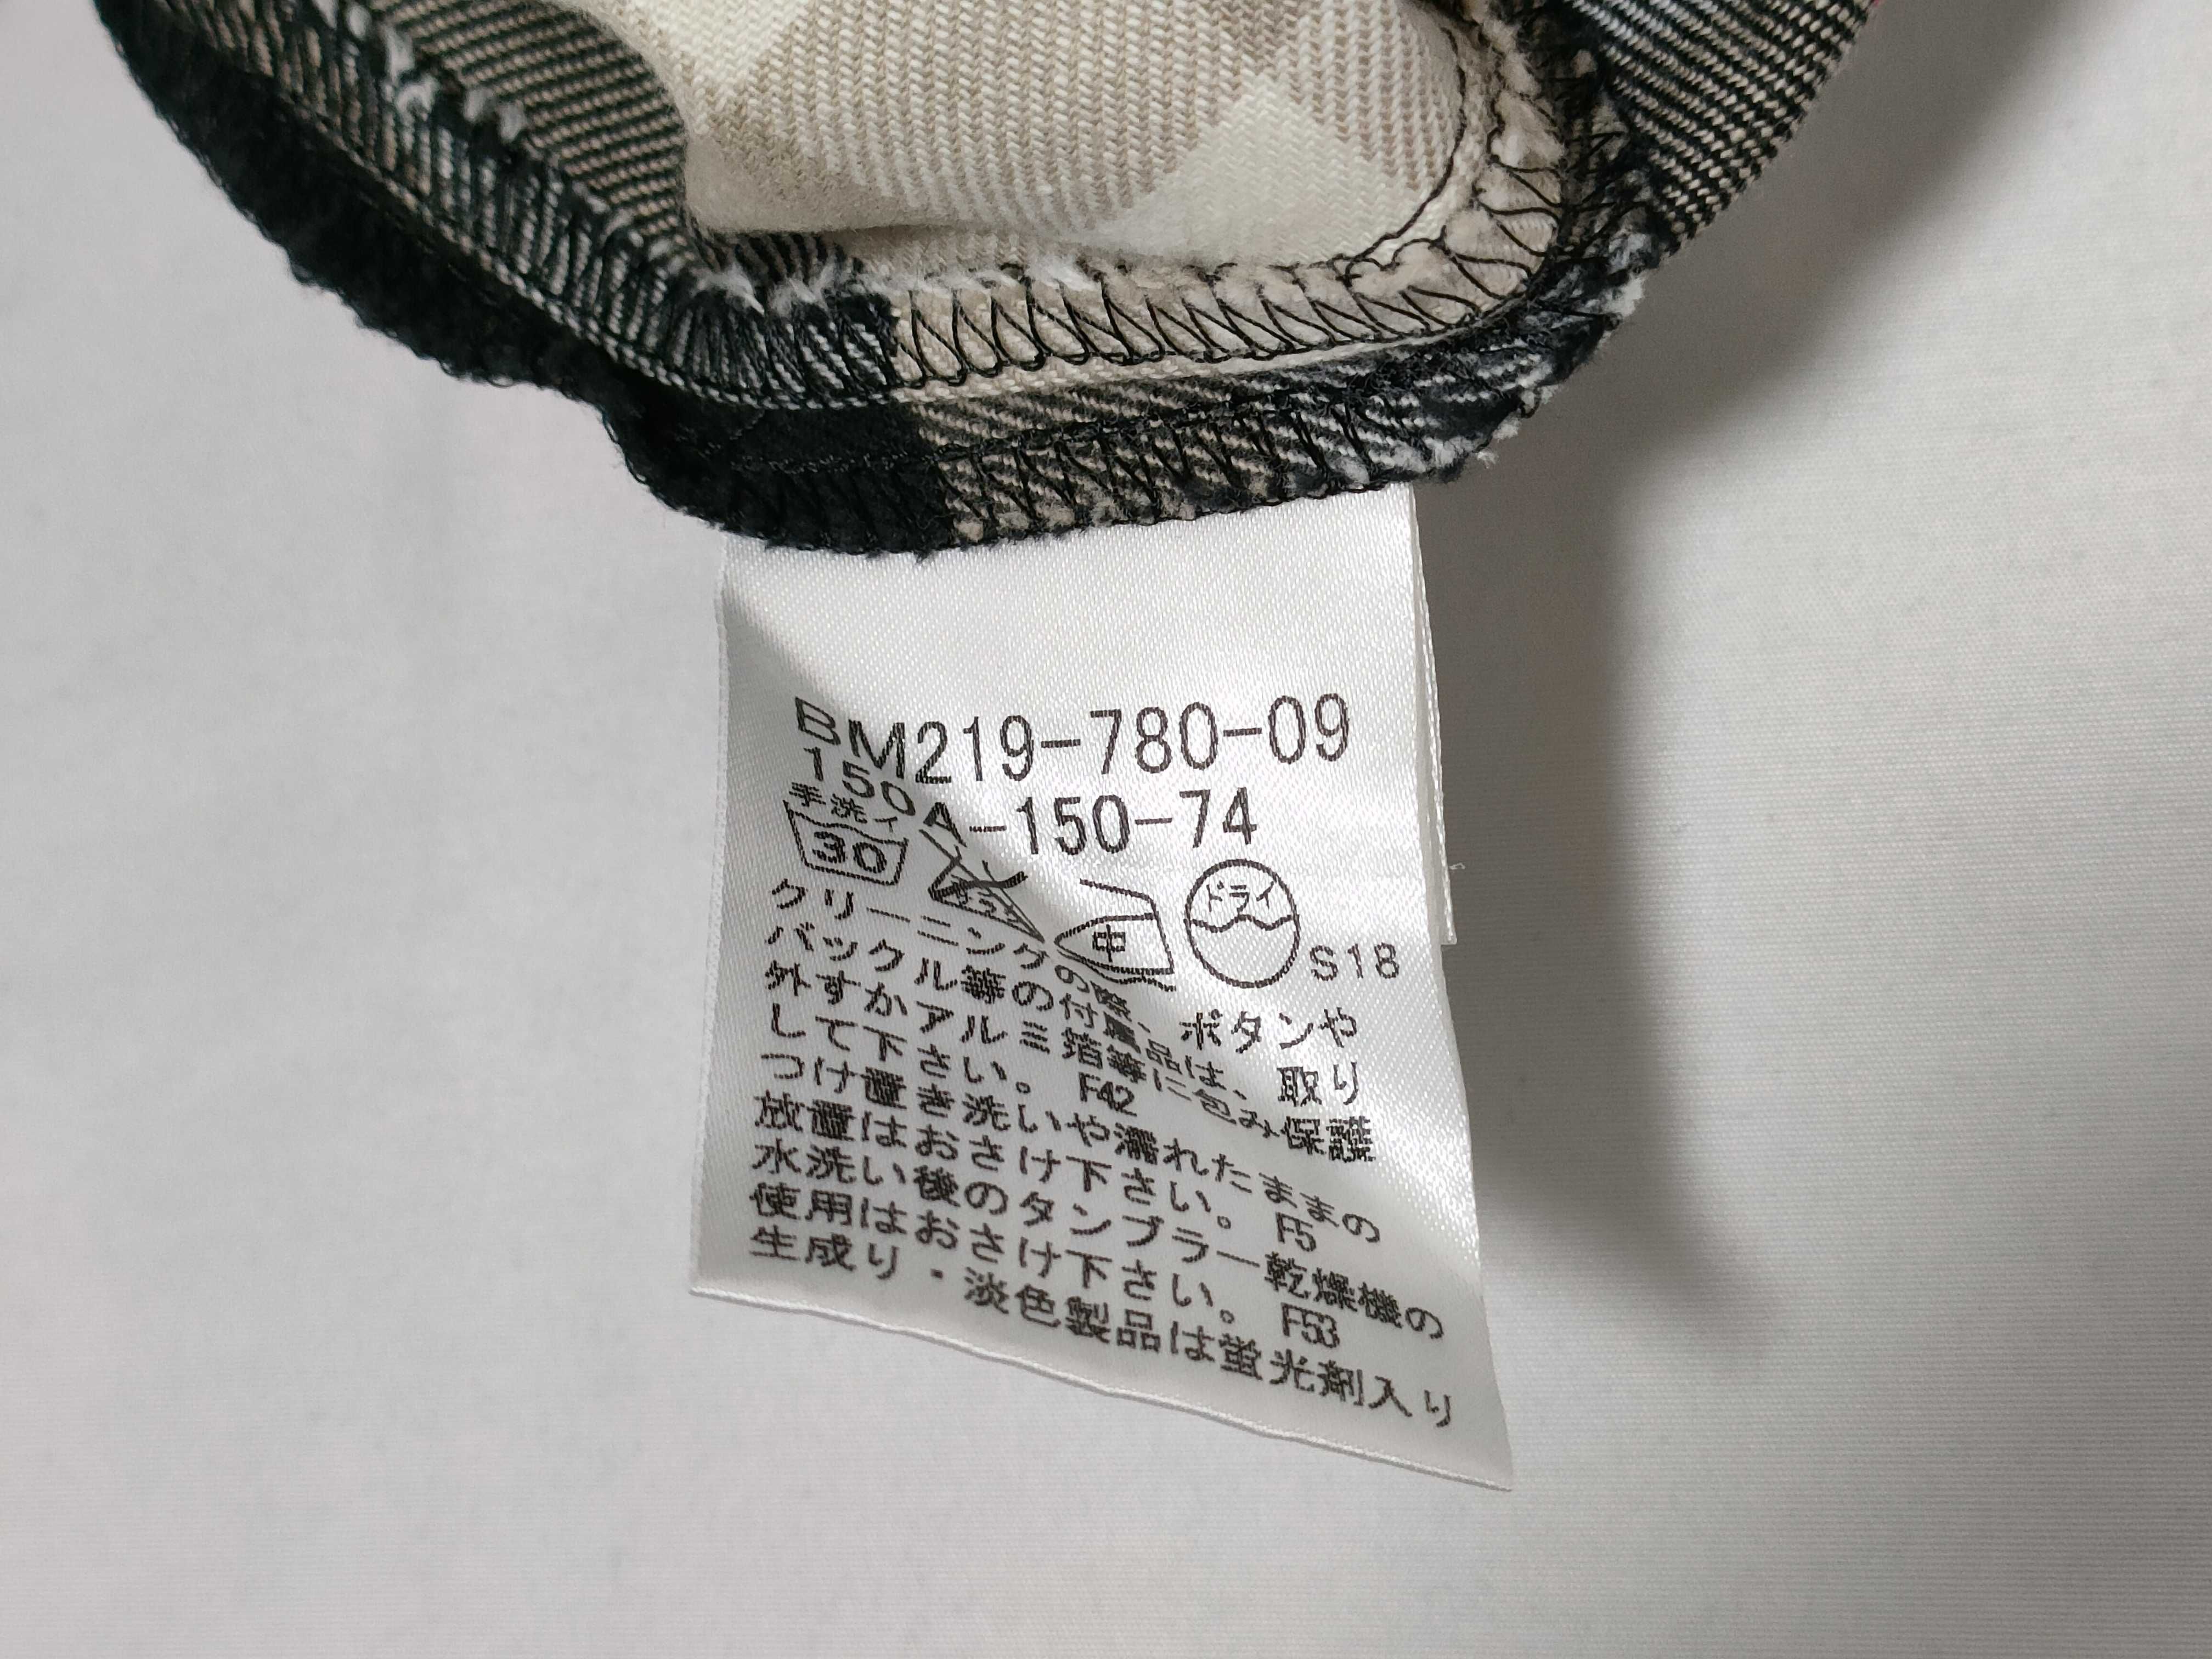 BM219-780-09
150A-150-74
手洗イ
30
中
ドライ
S18
クリーニングの際、ボタンや
バックル等の付属品は、取り
外すかアルミ箔等に包み保護
して下さい。 F42
つけ置き洗いや濡れたままの
放置はおさけ下さい。 F5
水洗い後のタンブラー乾燥機の
使用はおさけ下さい。 F53
生成り・淡色製品は蛍光剤入り